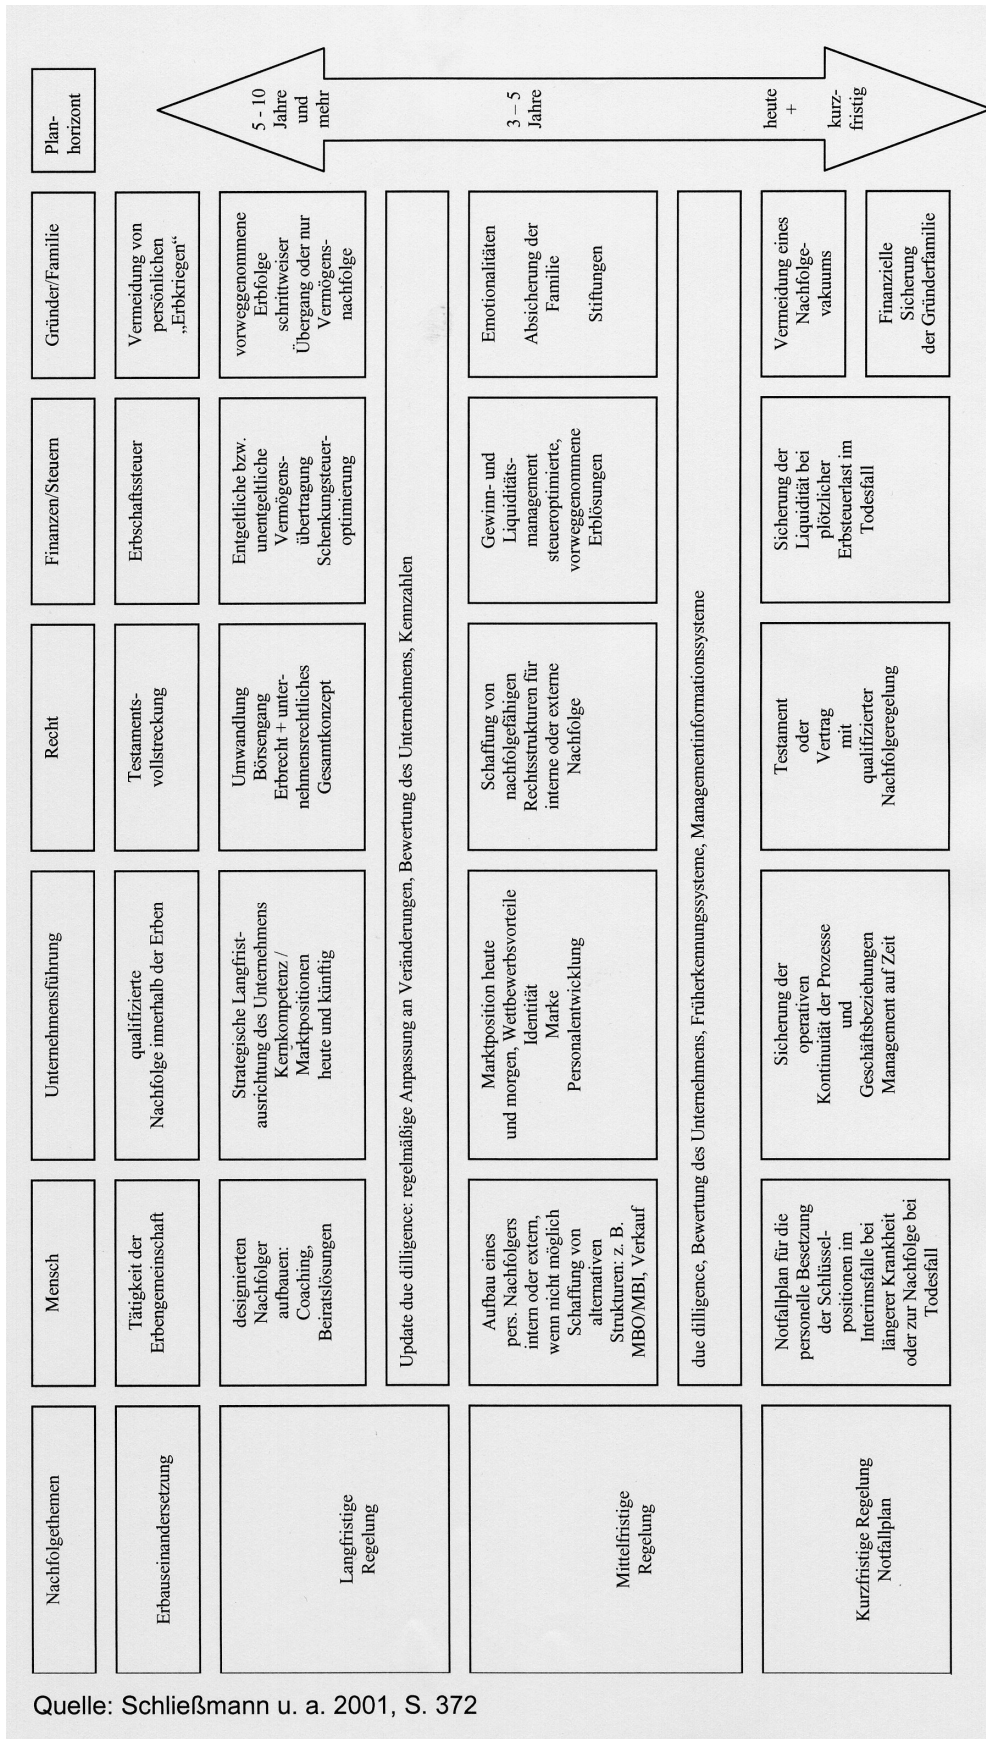 Nachfolgethemen
Mensch
Unternehmensführung
Recht
Finanzen/Steuern
Gründer/Familie
Plan-
horizont
Erbauseinandersetzung
Tätigkeit der
Erbengemeinschaft
qualifizierte
Nachfolge innerhalb der Erben
Testaments-
vollstreckung
Erbschaftssteuer
Vermeidung von
persönlichen
„Erbkriegen“
Langfristige
Regelung
designierten
Nachfolger
aufbauen:
Coaching,
Beiratslösungen
Strategische Langfrist-
ausrichtung des Unternehmens
Kernkompetenz /
Marktpositionen
heute und künftig
Umwandlung
Börsengang
Erbrecht + unter-
nehmensrechtliches
Gesamtkonzept
Entgeltliche bzw.
unentgeltliche
Vermögens-
übertragung
Schenkungsteuer-
optimierung
vorweggenommene
Erbfolge
schrittweiser
Übergang oder nur
Vermögens-
nachfolge
5 - 10
Jahre
und
mehr
Update due dilligence: regelmäßige Anpassung an Veränderungen, Bewertung des Unternehmens, Kennzahlen
Mittelfristige
Regelung
Aufbau eines
pers. Nachfolgers
intern oder extern,
wenn nicht möglich
Schaffung von
alternativen
Strukturen: z. B.
MBO/MBI, Verkauf
Marktposition heute
und morgen, Wettbewerbsvorteile
Identität
Marke
Personalentwicklung
Schaffung von
nachfolgefähigen
Rechtsstrukturen für
interne oder externe
Nachfolge
Gewinn- und
Liquiditäts-
management
steueroptimierte,
vorweggenommene
Erblösungen
Emotionalitäten
Absicherung der
Familie
Stiftungen
3 – 5
Jahre
due dilligence, Bewertung des Unternehmens, Früherkennungssysteme, Managementinformationssysteme
Kurzfristige Regelung
Notfallplan
Notfallplan für die
personelle Besetzung
der Schlüssel-
positionen im
Interimsfalle bei
längerer Krankheit
oder zur Nachfolge bei
Todesfall
Sicherung der
operativen
Kontinuität der Prozesse
und
Geschäftsbeziehungen
Management auf Zeit
Testament
oder
Vertrag
mit
qualifizierter
Nachfolgeregelung
Sicherung der
Liquidität bei
plötzlicher
Erbsteuerlast im
Todesfall
Vermeidung eines
Nachfolge-
vakuums
Finanzielle
Sicherung
der Gründerfamilie
heute
+
kurz-
fristig
Quelle: Schließmann u. a. 2001, S. 372